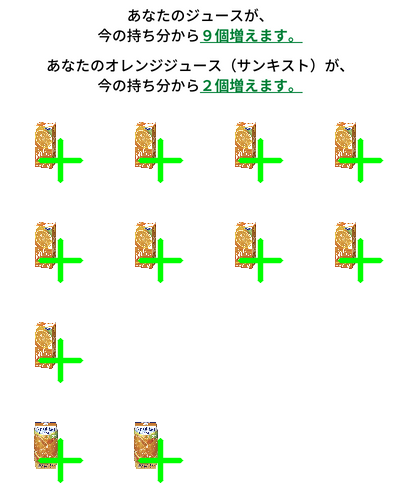 あなたのジュースが、
今の持ち分から９個増えます。
あなたのオレンジジュース（サンキスト）が、
今の持ち分から２個増えます。